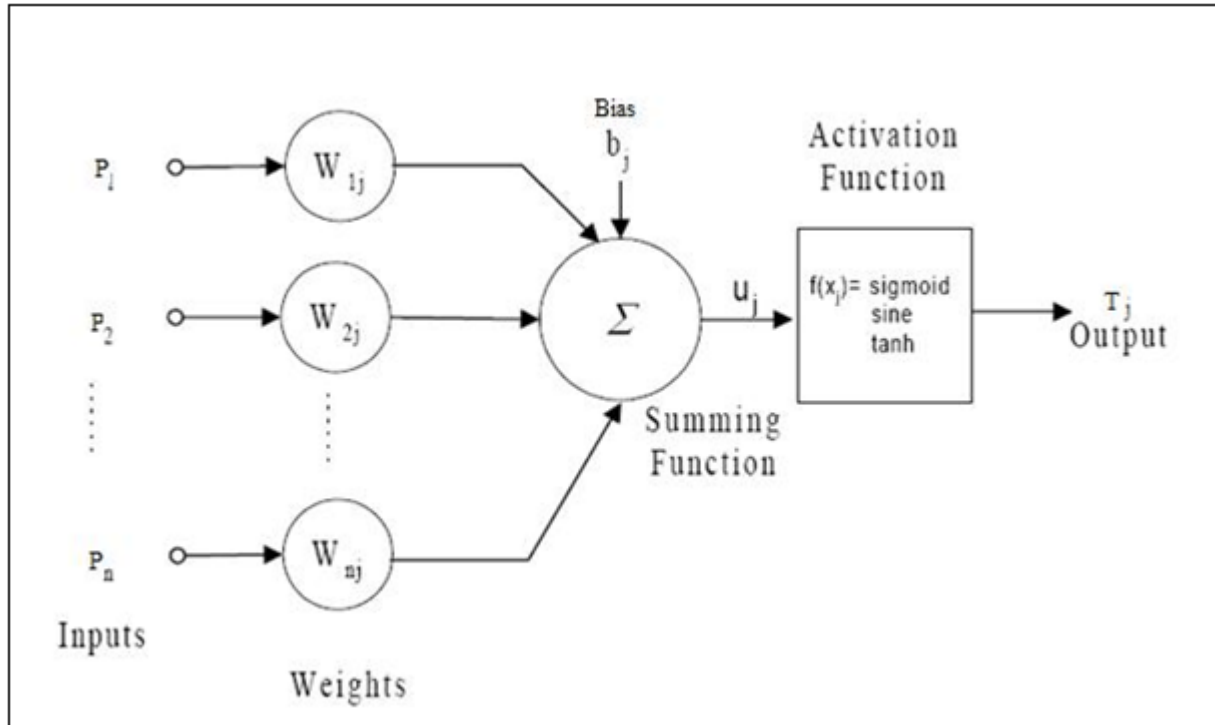 Bias
b_j
Activation
Function
P_1
W_1j
P_2
W_2j
Σ
u_j
f(x_j)= sigmoid
sine
tanh
T_j
Output
Summing
Function
P_n
W_nj
Inputs
Weights